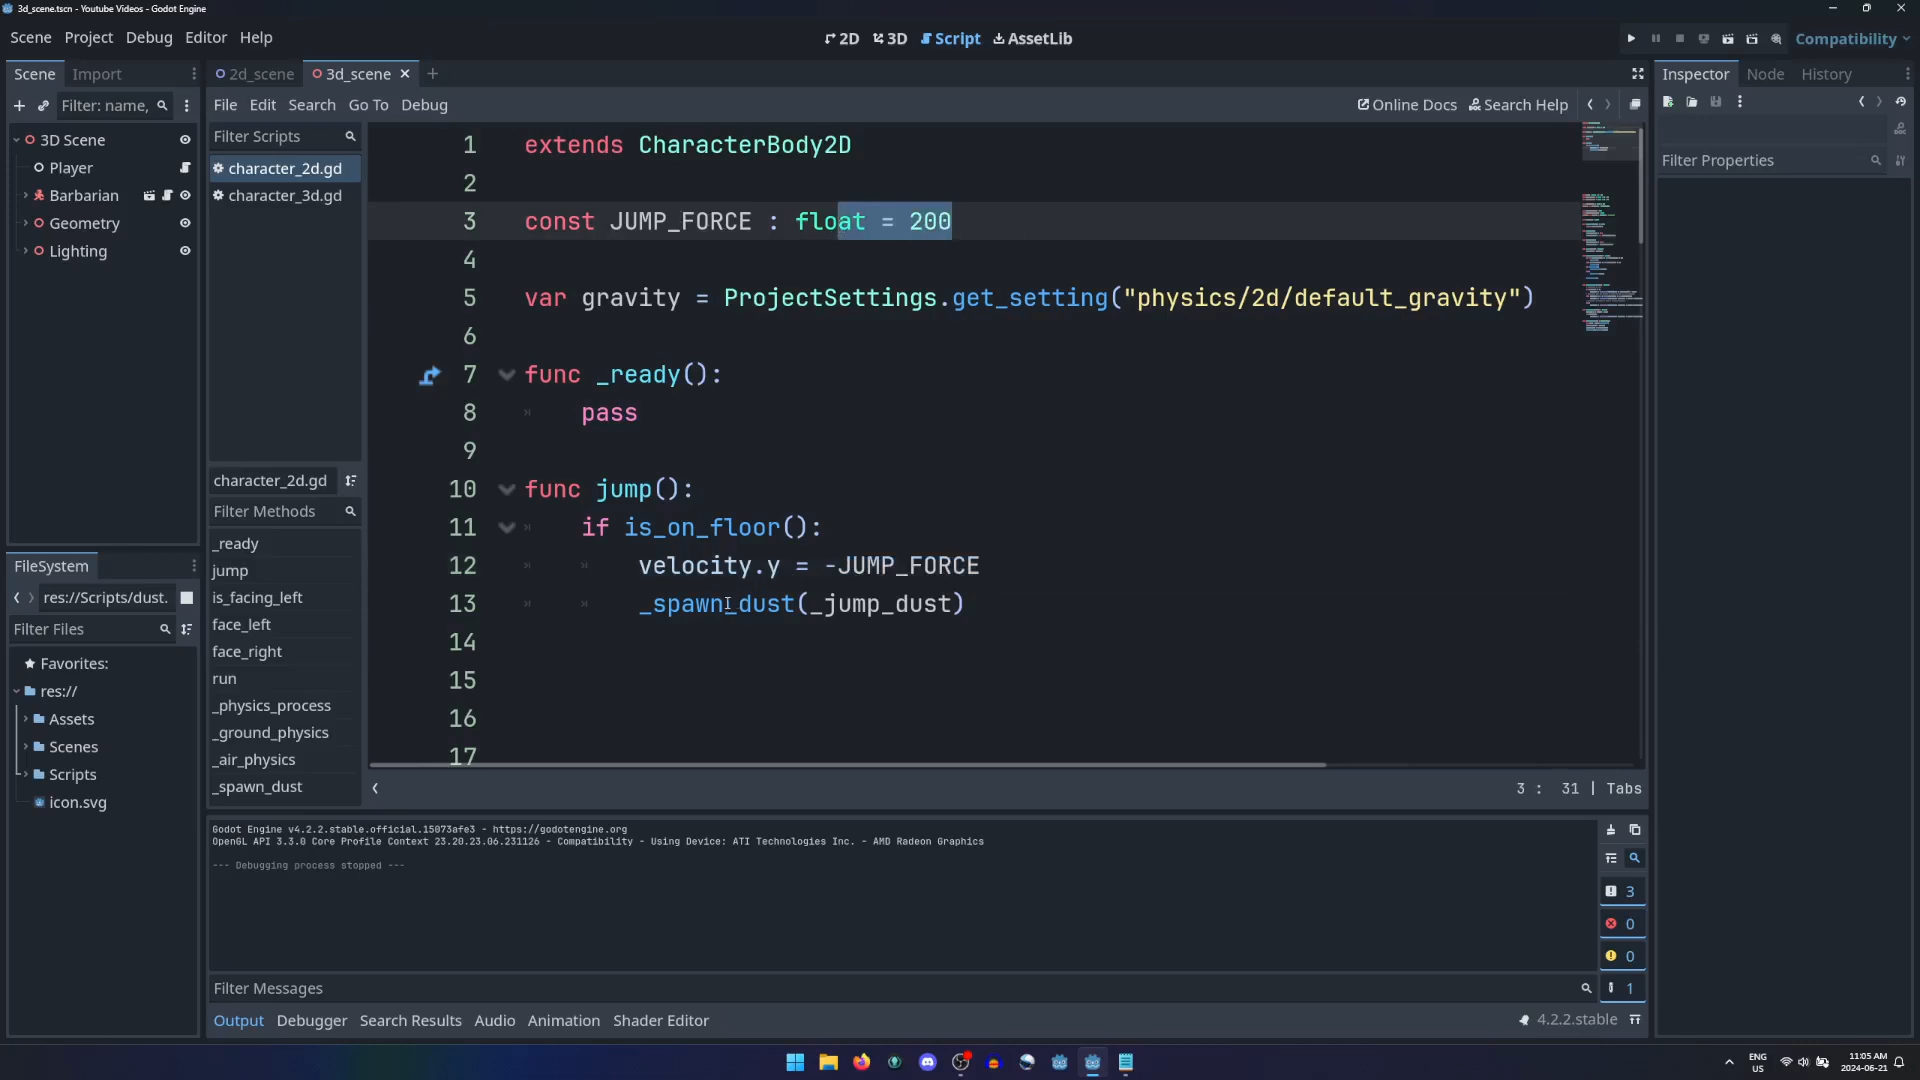 3d_scene.tscn - Youtube Videos - Godot Engine
Scene Project Debug Editor Help
2D 3D Script AssetLib
Compatibility
Scene Import
2d_scene 3d_scene
Inspector Node History
Filter: name,
File Edit Search Go To Debug
Online Docs Search Help
3D Scene
Player
Barbarian
Geometry
Lighting
Filter Scripts
character_2d.gd
character_3d.gd
character_2d.gd
Filter Methods
_ready
jump
is_facing_left
face_left
face_right
run
_physics_process
_ground_physics
_air_physics
_spawn_dust
1 extends CharacterBody2D
2
3 const JUMP_FORCE : float = 200
4
5 var gravity = ProjectSettings.get_setting("physics/2d/default_gravity")
6
7 func _ready():
8 pass
9
10 func jump():
11 if is_on_floor():
12 velocity.y = -JUMP_FORCE
13 _spawn_dust(_jump_dust)
14
15
16
17
3 : 31 | Tabs
Filter Properties
FileSystem
res://Scripts/dust.
Filter Files
Favorites:
res://
Assets
Scenes
Scripts
icon.svg
Godot Engine v4.2.2.stable.official.15073afe3 - https://godotengine.org
OpenGL API 3.3.0 Core Profile Context 23.20.23.06.231126 - Compatibility - Using Device: ATI Technologies Inc. - AMD Radeon Graphics
--- Debugging process stopped ---
3
0
0
1
Filter Messages
Output Debugger Search Results Audio Animation Shader Editor
4.2.2.stable
ENG
US
11:05 AM
2024-06-21